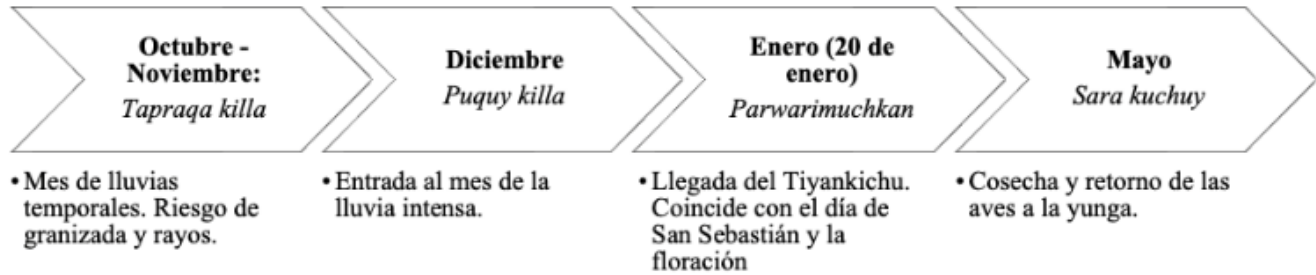 Octubre -
Noviembre:
Tapraqa killa
Diciembre
Puquy killa
Enero (20 de
enero)
Parwarimuchkan
Mayo
Sara kuchuy
• Mes de lluvias
temporales. Riesgo de
granizada y rayos.
• Entrada al mes de la
lluvia intensa.
• Llegada del Tiyankichu.
Coincide con el día de
San Sebastián y la
floración
• Cosecha y retorno de las
aves a la yunga.